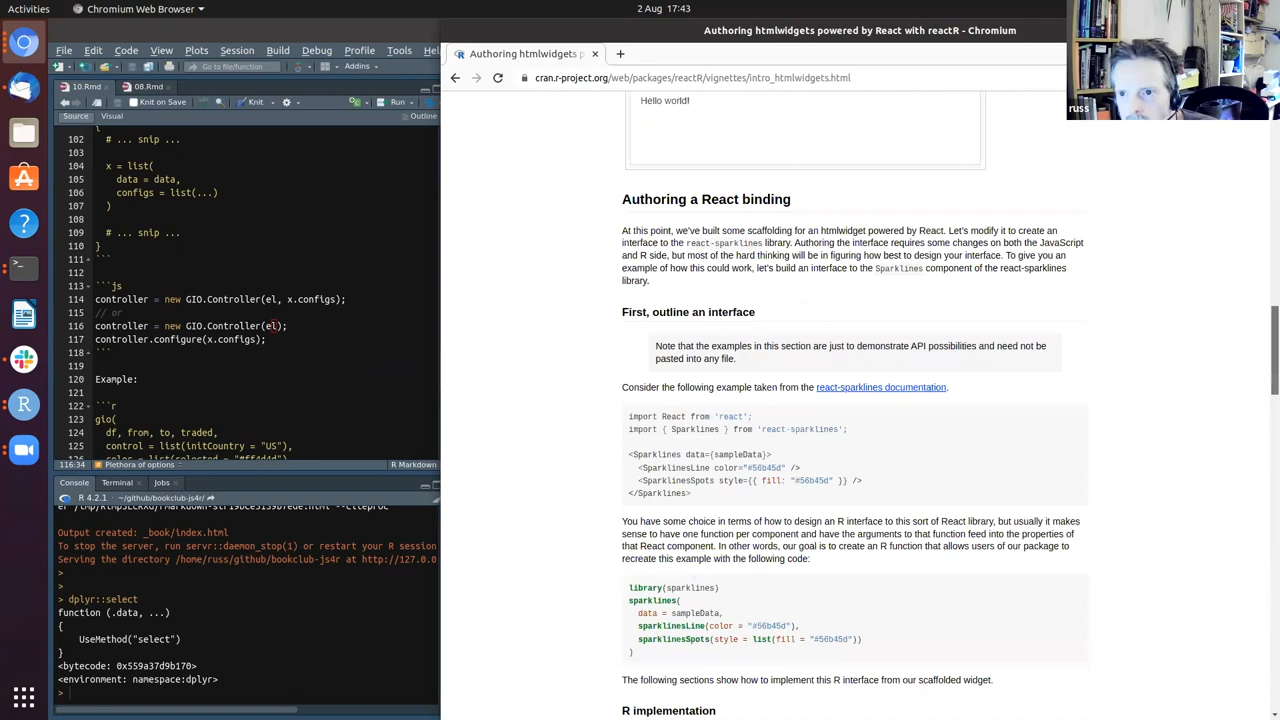 Activities
Chromium Web Browser
2 Aug 17:43
Authoring htmlwidgets powered by React with reactR - Chromium
File Edit Code View Plots Session Build Debug Profile Tools
Go to file/function
Addins
10.Rmd
08.Rmd
Knit on Save
Knit
Run
Source
Visual
Outline
102 # ... snip ...
103
104 x = list(
105 data = data,
106 configs = list(...)
107 )
108
109 # ... snip ...
110 }
111 ```
112
113 ```js
114 controller = new GIO.Controller(el, x.configs);
115 // or
116 controller = new GIO.Controller(el);
117 controller.configure(x.configs);
118 ```
119
120 Example:
121
122 ```r
123 gio(
124 df, from, to, traded,
125 control = list(initCountry = "US"),
116:34
Plethora of options
R Markdown
Console
Terminal
Jobs
R 4.2.1 · ~/github/bookclub-js4r/
Output created: _book/index.html
To stop the server, run servr::daemon_stop(1) or restart your R session
Serving the directory /home/russ/github/bookclub-js4r at http://127.0.0
>
>
> dplyr::select
function (.data, ...)
{
UseMethod("select")
}
<bytecode: 0x559a37d9b170>
<environment: namespace:dplyr>
>
Authoring htmlwidgets p
cran.r-project.org/web/packages/reactR/vignettes/intro_htmlwidgets.html
russ
Hello world!
Authoring a React binding
At this point, we've built some scaffolding for an htmlwidget powered by React. Let's modify it to create an
interface to the react-sparklines library. Authoring the interface requires some changes on both the JavaScript
and R side, but most of the hard thinking will be in figuring how best to design your interface. To give you an
example of how this could work, let's build an interface to the Sparklines component of the react-sparklines
library.
First, outline an interface
Note that the examples in this section are just to demonstrate API possibilities and need not be
pasted into any file.
Consider the following example taken from the react-sparklines documentation.
import React from 'react';
import { Sparklines } from 'react-sparklines';
<Sparklines data={sampleData}>
<SparklinesLine color="#56b45d" />
<SparklinesSpots style={{ fill: "#56b45d" }} />
</Sparklines>
You have some choice in terms of how to design an R interface to this sort of React library, but usually it makes
sense to have one function per component and have the arguments to that function feed into the properties of
that React component. In other words, our goal is to create an R function that allows users of our package to
recreate this example with the following code:
library(sparklines)
sparklines(
data = sampleData,
sparklinesLine(color = "#56b45d"),
sparklinesSpots(style = list(fill = "#56b45d"))
)
The following sections show how to implement this R interface from our scaffolded widget.
R implementation